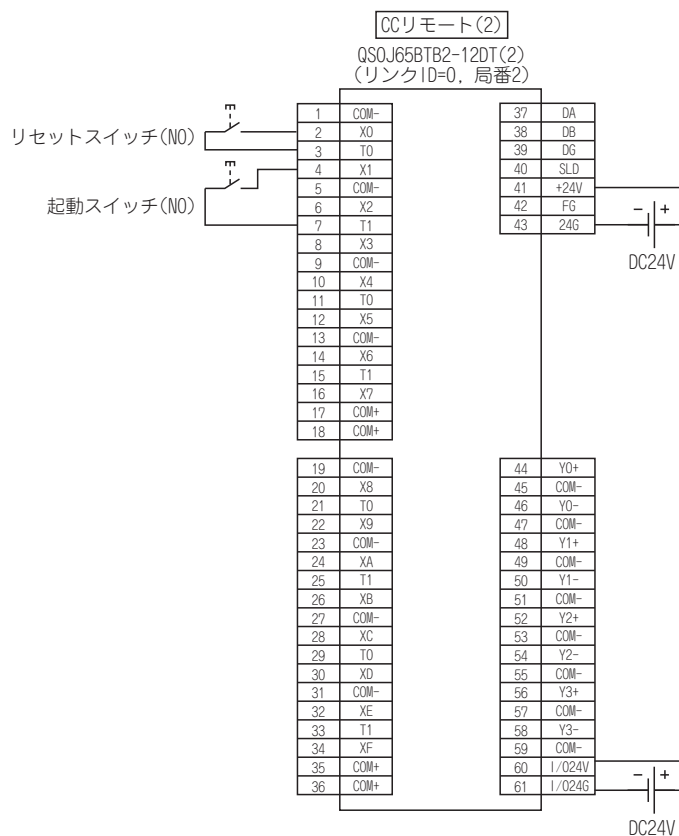 CCリモート(2)
QS0J65BTB2-12DT(2)
(リンクID=0, 局番2)
リセットスイッチ(NO)
起動スイッチ(NO)
1 COM-
2 X0
3 T0
4 X1
5 COM-
6 X2
7 T1
8 X3
9 COM-
10 X4
11 T0
12 X5
13 COM-
14 X6
15 T1
16 X7
17 COM+
18 COM+
19 COM-
20 X8
21 T0
22 X9
23 COM-
24 XA
25 T1
26 XB
27 COM-
28 XC
29 T0
30 XD
31 COM-
32 XE
33 T1
34 XF
35 COM+
36 COM+
37 DA
38 DB
39 DG
40 SLD
41 +24V
42 FG
43 24G
- +
DC24V
44 Y0+
45 COM-
46 Y0-
47 COM-
48 Y1+
49 COM-
50 Y1-
51 COM-
52 Y2+
53 COM-
54 Y2-
55 COM-
56 Y3+
57 COM-
58 Y3-
59 COM-
60 I/O24V
61 I/O24G
- +
DC24V